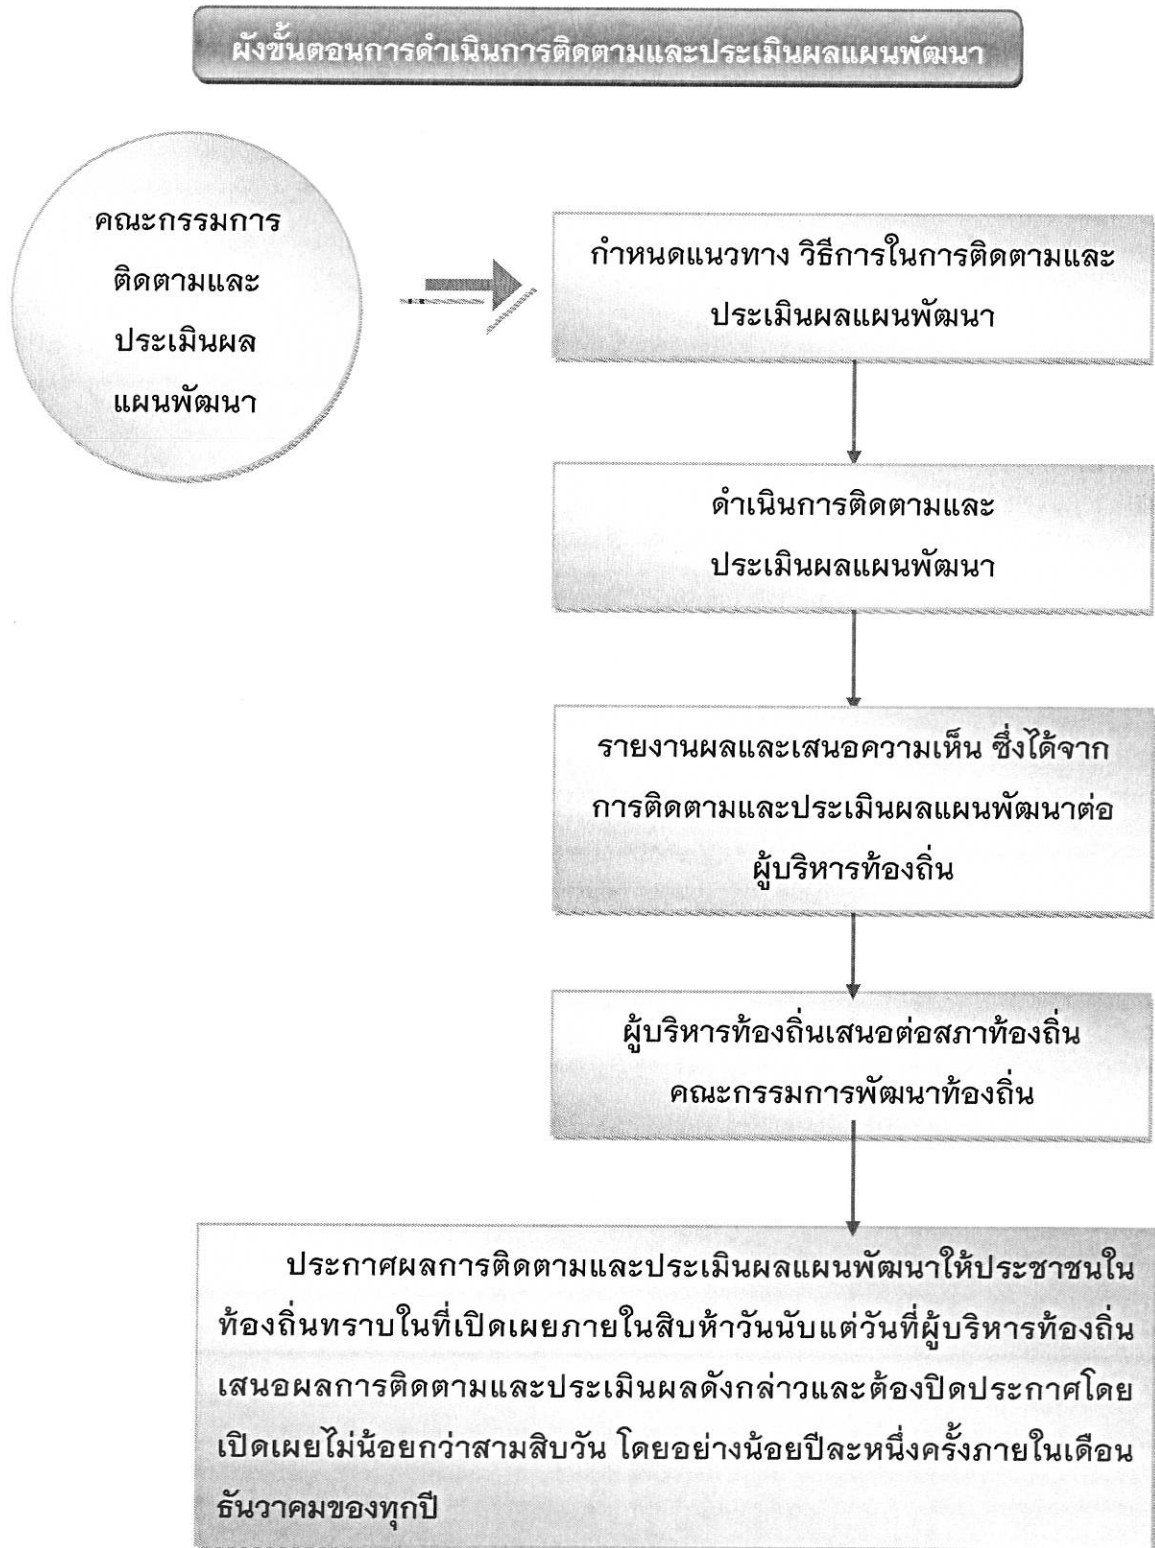 ผังขั้นตอนการดำเนินการติดตามและประเมินผลแผนพัฒนา
คณะกรรมการ
ติดตามและ
ประเมินผล
แผนพัฒนา
กำหนดแนวทาง วิธีการในการติดตามและ
ประเมินผลแผนพัฒนา
ดำเนินการติดตามและ
ประเมินผลแผนพัฒนา
รายงานผลและเสนอความเห็น ซึ่งได้จาก
การติดตามและประเมินผลแผนพัฒนาต่อ
ผู้บริหารท้องถิ่น
ผู้บริหารท้องถิ่นเสนอต่อสภาท้องถิ่น
คณะกรรมการพัฒนาท้องถิ่น
ประกาศผลการติดตามและประเมินผลแผนพัฒนาให้ประชาชนใน
ท้องถิ่นทราบในที่เปิดเผยภายในสิบห้าวันนับแต่วันที่ผู้บริหารท้องถิ่น
เสนอผลการติดตามและประเมินผลดังกล่าวและต้องปิดประกาศโดย
เปิดเผยไม่น้อยกว่าสามสิบวัน โดยอย่างน้อยปีละหนึ่งครั้งภายในเดือน
ธันวาคมของทุกปี